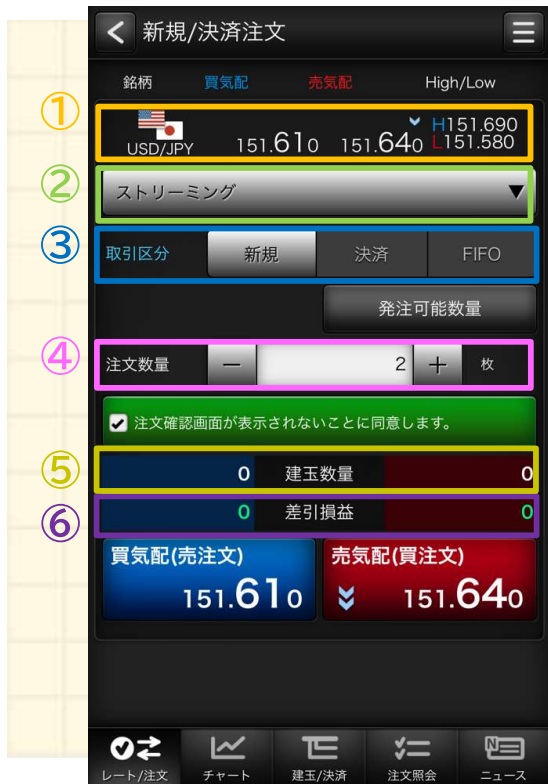 新規/決済注文
銘柄 買気配 売気配 High/Low
①
USD/JPY 151.610 151.640 H151.690
L151.580
②
ストリーミング ▼
③
取引区分 新規 決済 FIFO
発注可能数量
④
注文数量 － 2 ＋ 枚
注文確認画面が表示されないことに同意します。
⑤
0 建玉数量 0
⑥
0 差引損益 0
買気配(売注文) 売気配(買注文)
151.610 151.640
レート/注文 チャート 建玉/決済 注文照会 ニュース